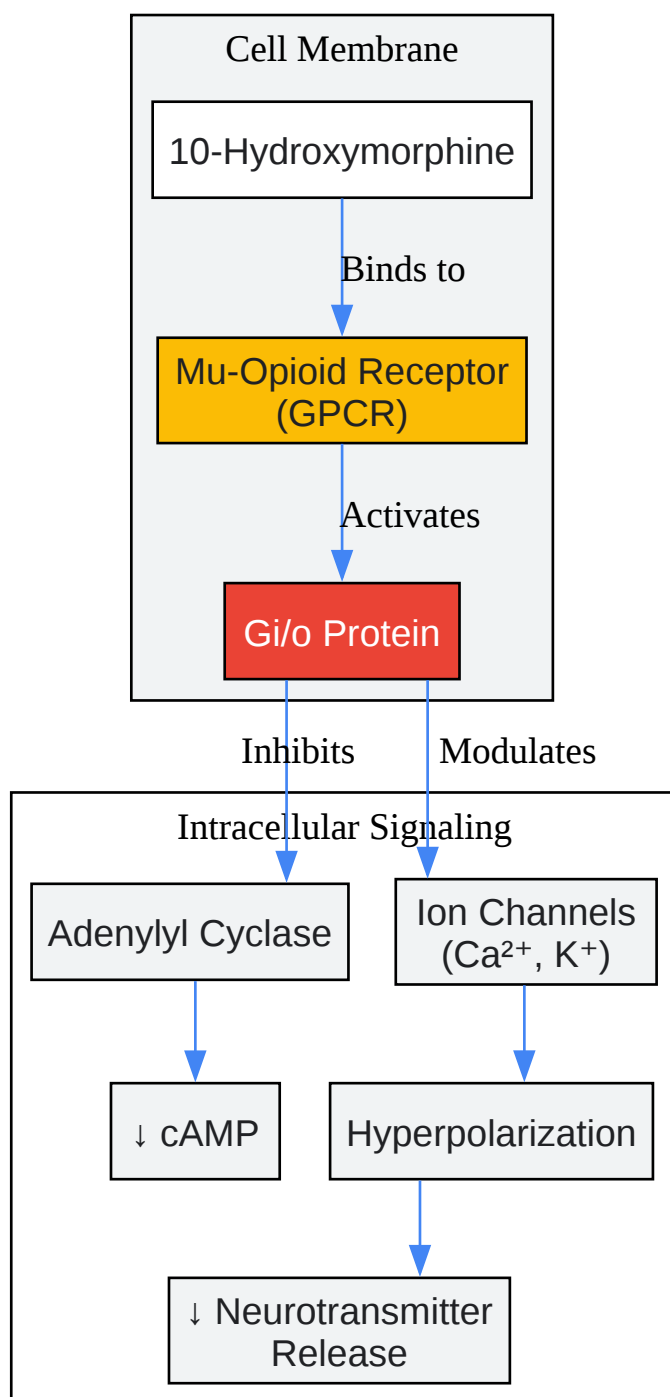 Cell Membrane
10-Hydroxymorphine
Binds to
Mu-Opioid Receptor
(GPCR)
Activates
Gi/o Protein
Inhibits
Modulates
Intracellular Signaling
Adenylyl Cyclase
Ion Channels
(Ca²⁺, K⁺)
↓ cAMP
Hyperpolarization
↓ Neurotransmitter
Release